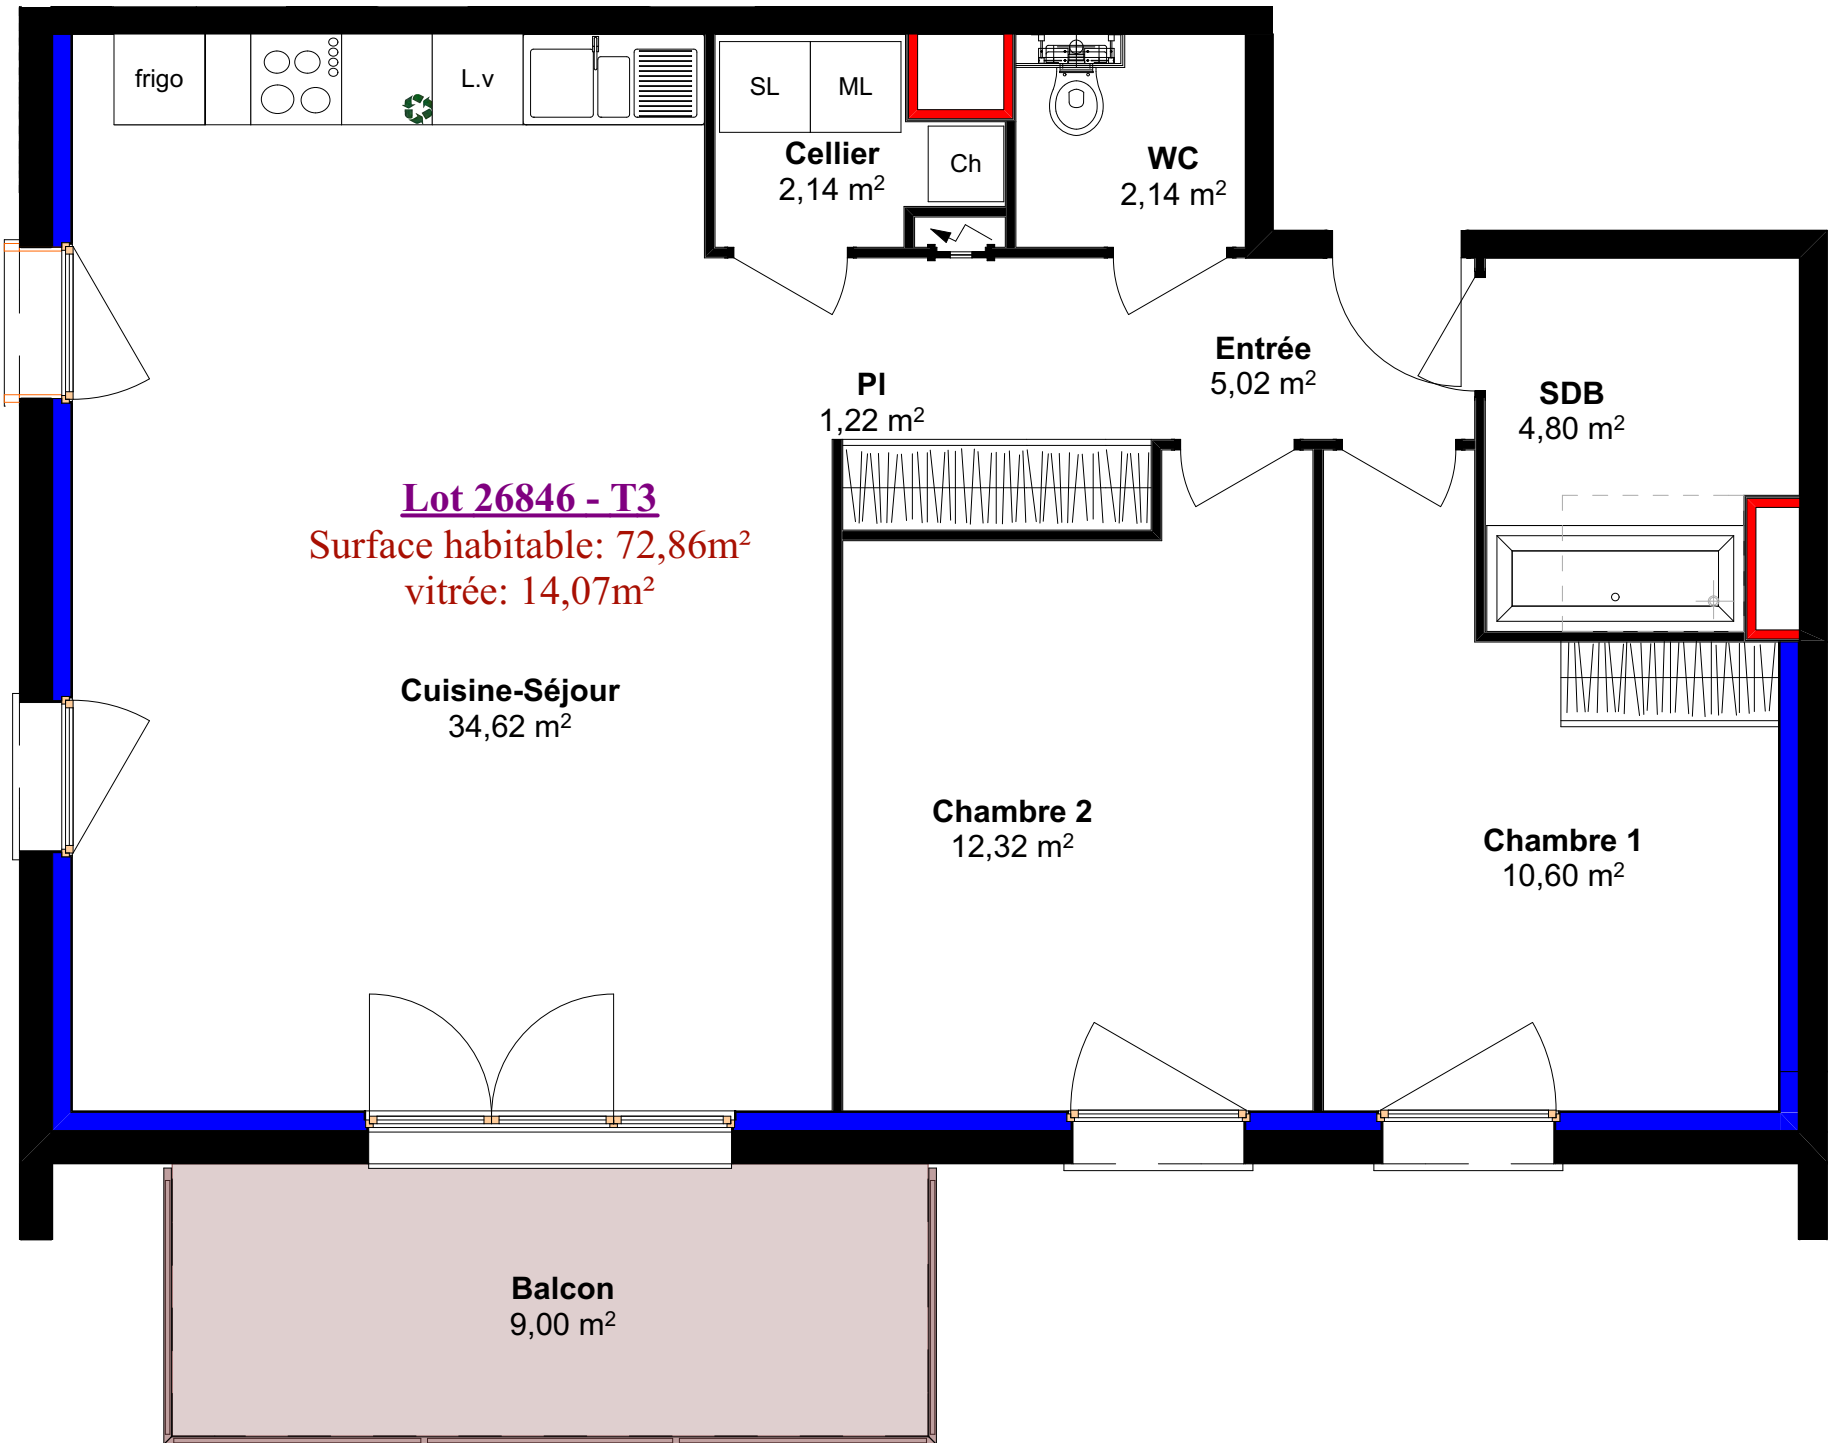 frigo
L.v
SL
ML
Cellier
2,14 m²
Ch
WC
2,14 m²
Entrée
5,02 m²
Pl
1,22 m²
SDB
4,80 m²
Lot 26846 - T3
Surface habitable: 72,86m²
vitrée: 14,07m²
Cuisine-Séjour
34,62 m²
Chambre 2
12,32 m²
Chambre 1
10,60 m²
Balcon
9,00 m²